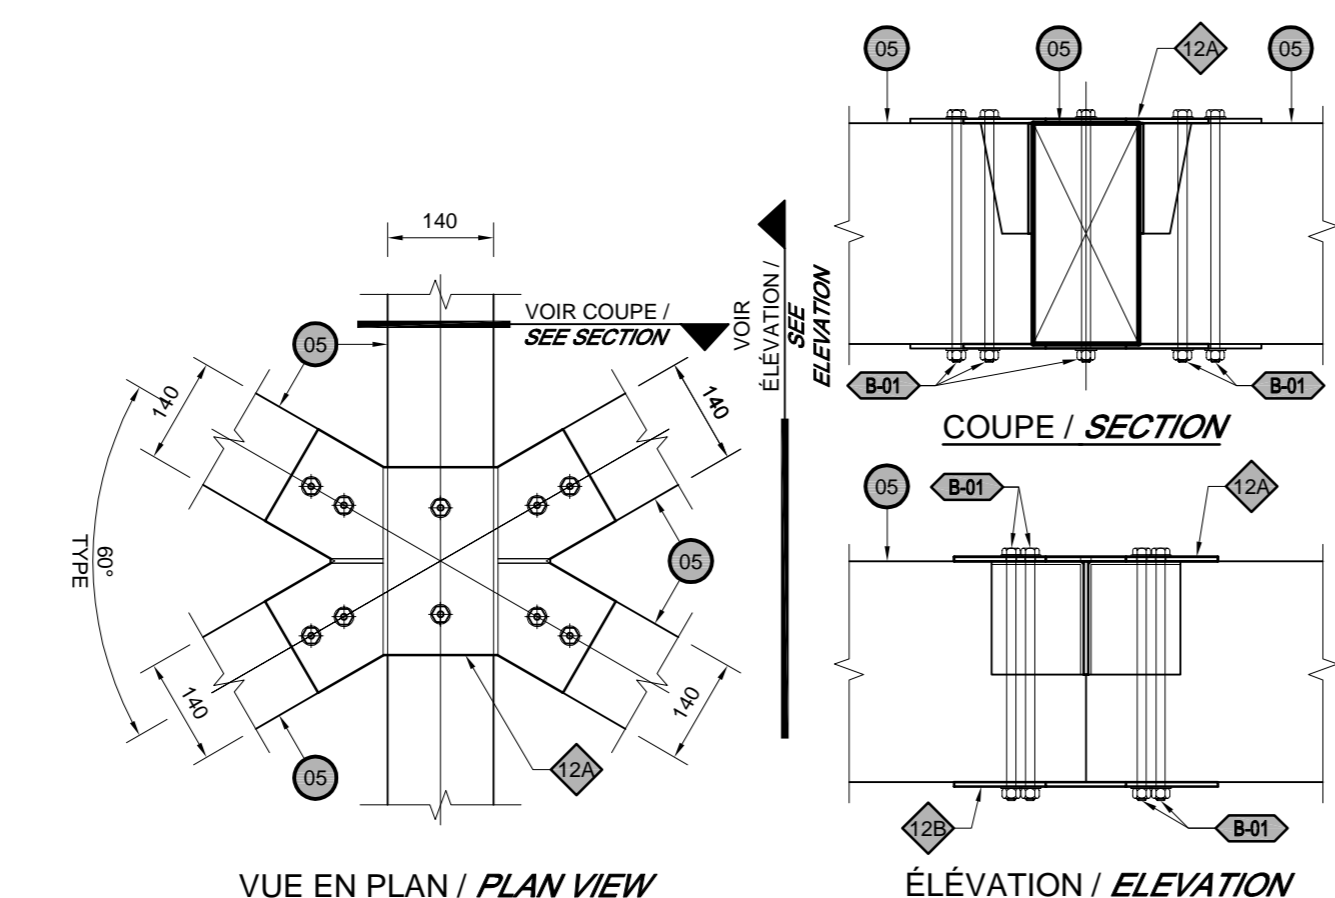 05
05
12A
05
B-01
B-01
COUPE / SECTION
140
VOIR COUPE /
SEE SECTION
VOIR
ÉLÉVATION /
SEE
ELEVATION
05
140
140
60°
TYPE
05
140
140
05
12A
VUE EN PLAN / PLAN VIEW
05
B-01
12A
12B
B-01
ÉLÉVATION / ELEVATION